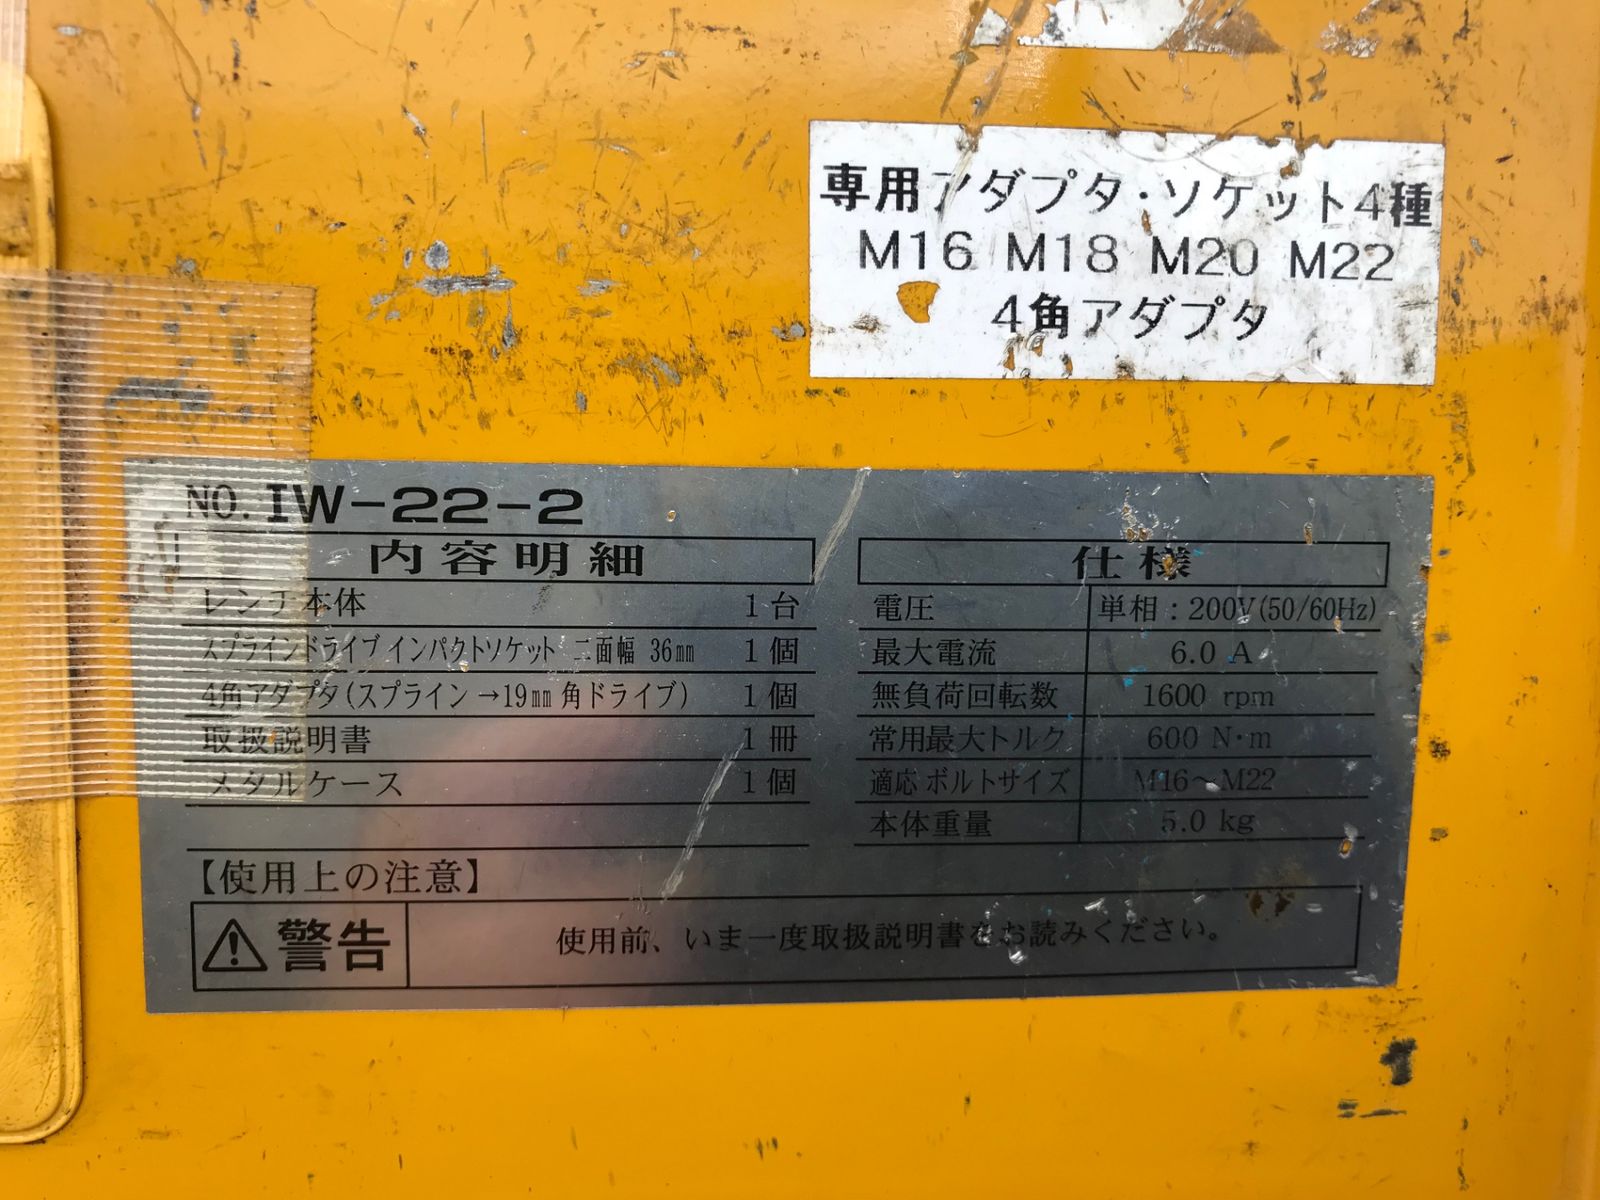 専用アダプタ・ソケット4種
M16 M18 M20 M22
4角アダプタ
NO. IW-22-2
内容明細
レンチ本体 1台
スプラインドライブインパクトソケット 二面幅 36mm 1個
4角アダプタ(スプライン→19mm角ドライブ) 1個
取扱説明書 1冊
メタルケース 1個
仕様
電圧 単相：200V(50/60Hz)
最大電流 6.0 A
無負荷回転数 1600 rpm
常用最大トルク 600 N・m
適応ボルトサイズ M16〜M22
本体重量 5.0 kg
【使用上の注意】
警告 使用前、いま一度取扱説明書をお読みください。